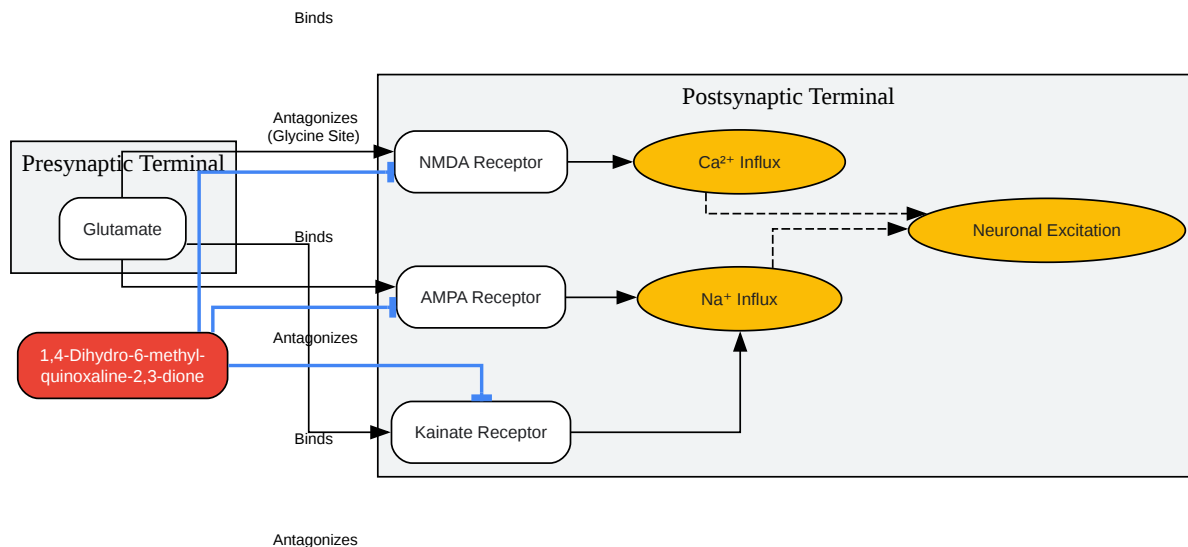 Binds
Postsynaptic Terminal
Antagonizes
(Glycine Site)
Presynaptic Terminal
NMDA Receptor
Ca²⁺ Influx
Glutamate
Neuronal Excitation
Binds
AMPA Receptor
Na⁺ Influx
Antagonizes
1,4-Dihydro-6-methyl-
quinoxaline-2,3-dione
Kainate Receptor
Binds
Antagonizes